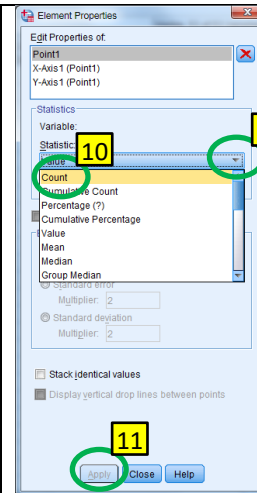 Element Properties
Edit Properties of:
Point1
X-Axis1 (Point1)
Y-Axis1 (Point1)
Statistics
Variable:
Statistic:
10
Value
Count
Cumulative Count
Percentage (?)
Cumulative Percentage
Value
Mean
Median
Group Median
Standard error
Multiplier: 2
Standard deviation
Multiplier: 2
Stack identical values
Display vertical drop lines between points
11
Apply Close Help